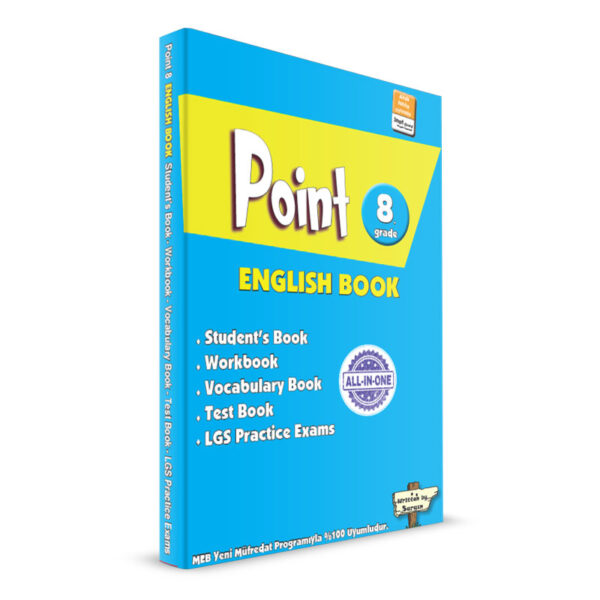 Point 8 ENGLISH BOOK Student's Book - Workbook - Vocabulary Book - Test Book - LGS Practice Exams
Point
8.
grade
ENGLISH BOOK
. Student's Book
. Workbook
. Vocabulary Book
. Test Book
. LGS Practice Exams
ALL-IN-ONE
Written by
MEB Yeni Müfredat Programıyla %100 Uyumludur.